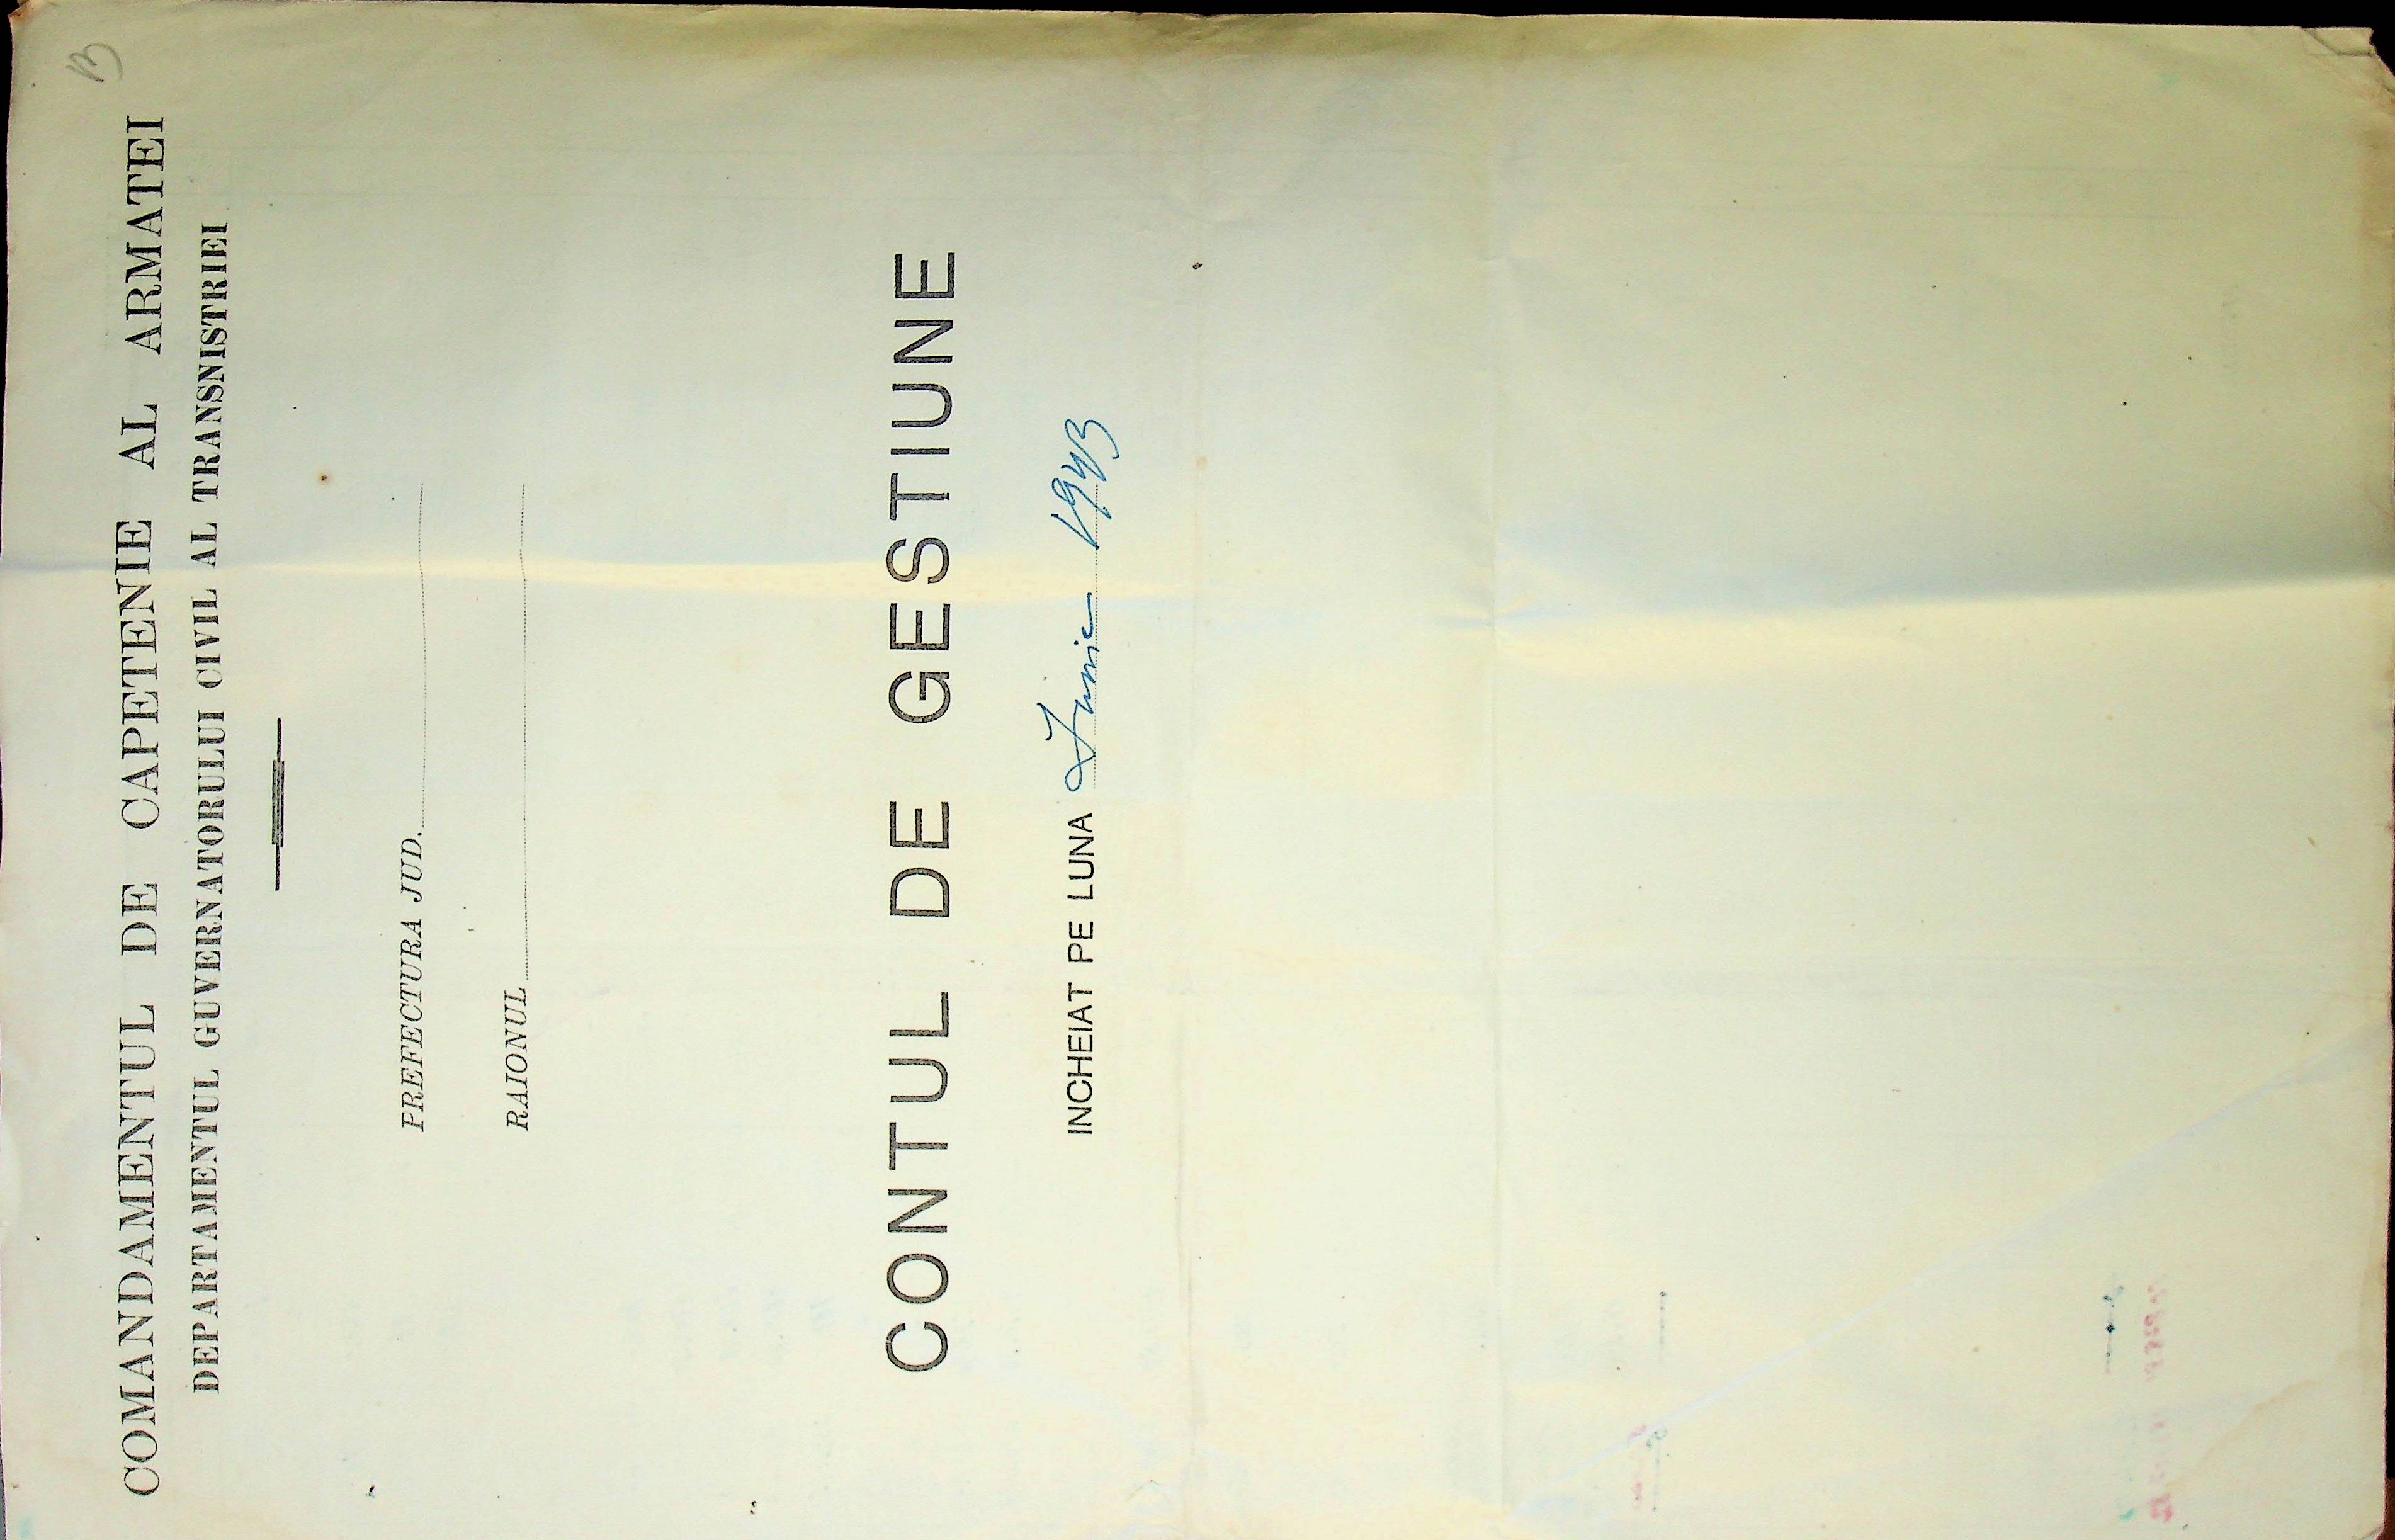 13
COMANDAMENTUL DE CAPETENIE AL ARMATEI
DEPARTAMENTUL GUVERNATORULUI CIVIL AL TRANSNISTRIEI
PREFECTURA JUD.
RAIONUL
CONTUL DE GESTIUNE
INCHEIAT PE LUNA Iunie 1943